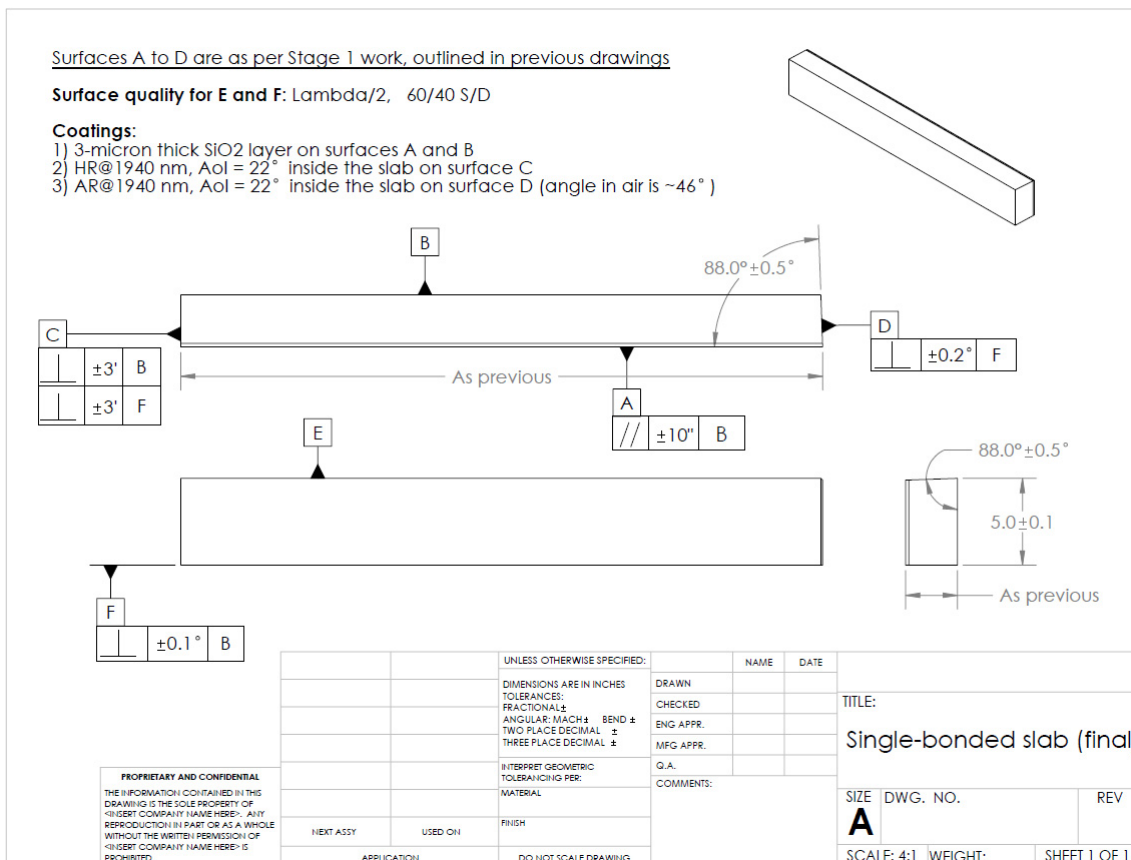 Surfaces A to D are as per Stage 1 work, outlined in previous drawings
Surface quality for E and F: Lambda/2, 60/40 S/D
Coatings:
1) 3-micron thick SiO2 layer on surfaces A and B
2) HR@1940 nm, AoI = 22° inside the slab on surface C
3) AR@1940 nm, AoI = 22° inside the slab on surface D (angle in air is ~46°)
B
88.0°±0.5°
C
±3' B
±3' F
D
±0.2° F
As previous
A
// ±10" B
E
88.0°±0.5°
5.0±0.1
As previous
F
±0.1° B
UNLESS OTHERWISE SPECIFIED:
DIMENSIONS ARE IN INCHES
TOLERANCES:
FRACTIONAL±
ANGULAR: MACH± BEND ±
TWO PLACE DECIMAL ±
THREE PLACE DECIMAL ±
INTERPRET GEOMETRIC
TOLERANCING PER:
MATERIAL
FINISH
DO NOT SCALE DRAWING
NAME DATE
DRAWN
CHECKED
ENG APPR.
MFG APPR.
Q.A.
COMMENTS:
TITLE:
Single-bonded slab (final
SIZE DWG. NO. REV
A
SCALE: 4:1 WEIGHT: SHEET 1 OF 1
PROPRIETARY AND CONFIDENTIAL
THE INFORMATION CONTAINED IN THIS
DRAWING IS THE SOLE PROPERTY OF
<INSERT COMPANY NAME HERE>. ANY
REPRODUCTION IN PART OR AS A WHOLE
WITHOUT THE WRITTEN PERMISSION OF
<INSERT COMPANY NAME HERE> IS
PROHIBITED.
NEXT ASSY USED ON
APPLICATION